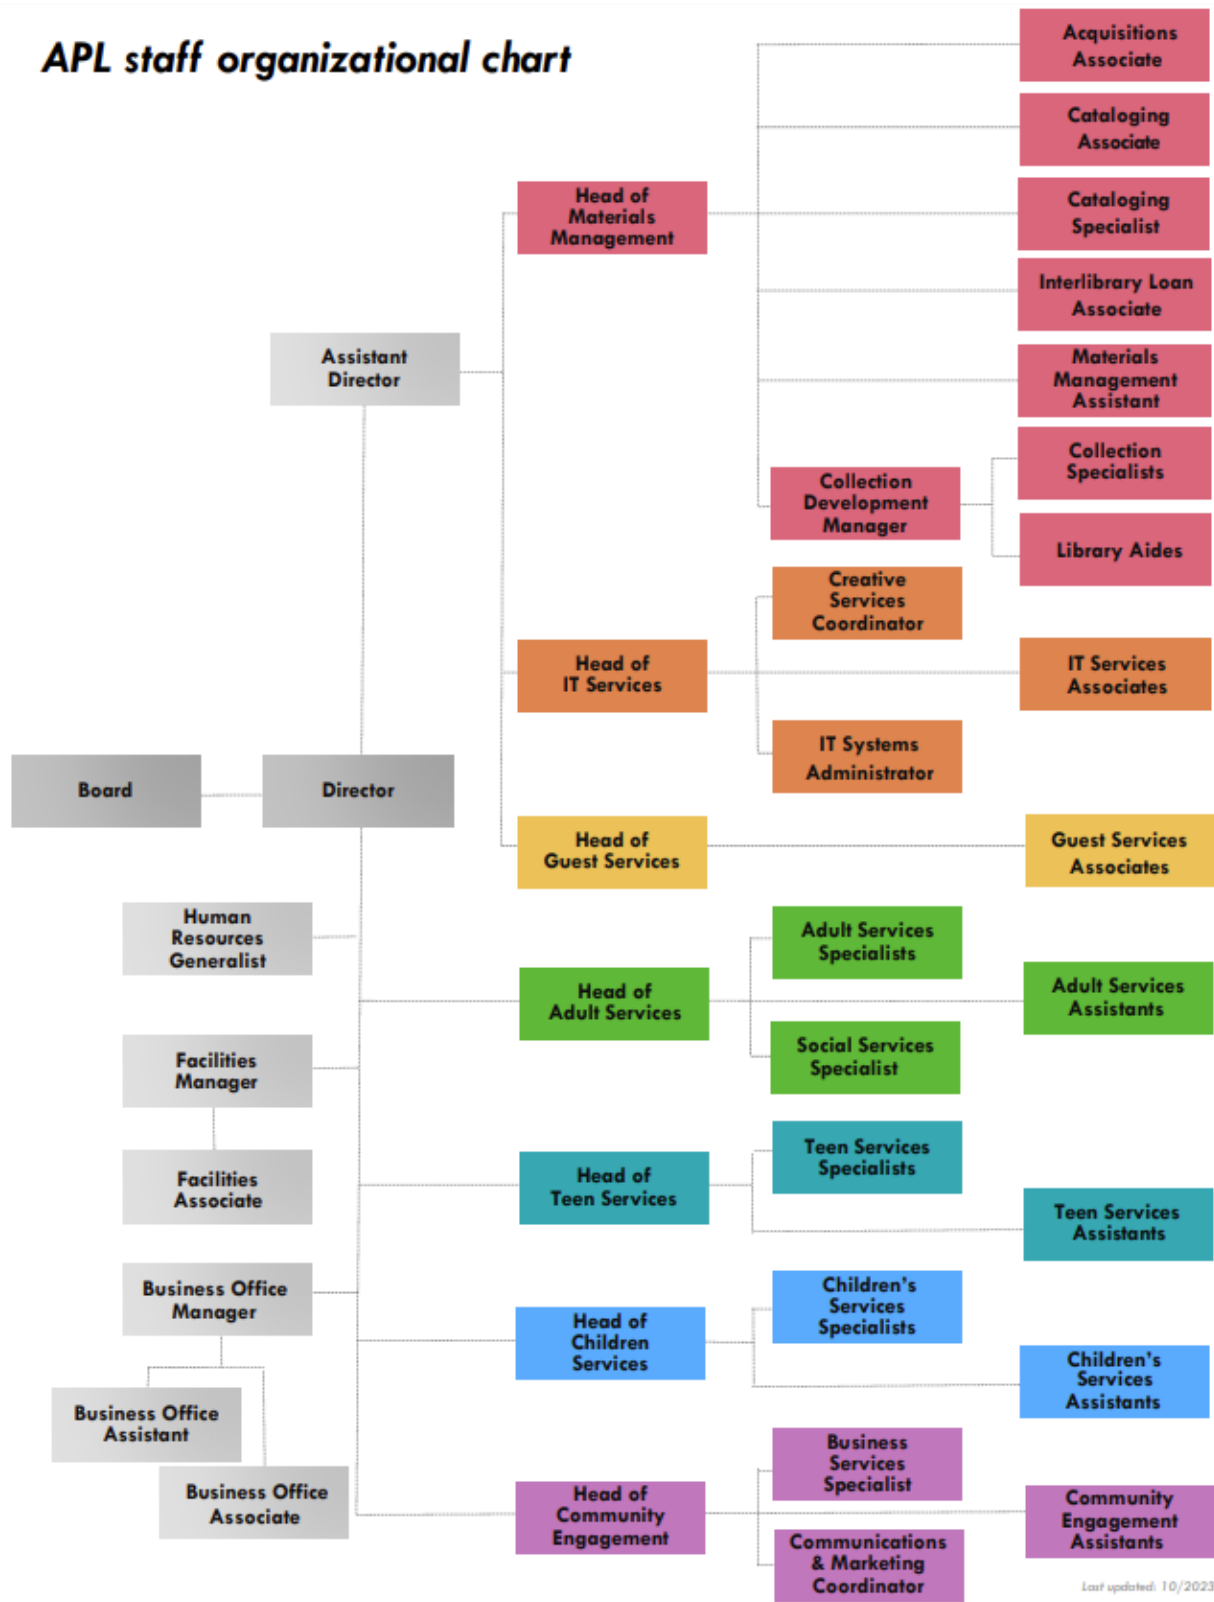 APL staff organizational chart
Acquisitions
Associate
Cataloging
Associate
Head of
Materials
Management
Cataloging
Specialist
Interlibrary Loan
Associate
Assistant
Director
Materials
Management
Assistant
Collection
Development
Manager
Collection
Specialists
Library Aides
Creative
Services
Coordinator
Head of
IT Services
IT Services
Associates
IT Systems
Administrator
Board
Director
Head of
Guest Services
Guest Services
Associates
Human
Resources
Generalist
Adult Services
Specialists
Head of
Adult Services
Adult Services
Assistants
Social Services
Specialist
Facilities
Manager
Facilities
Associate
Teen Services
Specialists
Head of
Teen Services
Teen Services
Assistants
Business Office
Manager
Children's
Services
Specialists
Head of
Children
Services
Children's
Services
Assistants
Business Office
Assistant
Business Office
Associate
Business
Services
Specialist
Head of
Community
Engagement
Community
Engagement
Assistants
Communications
& Marketing
Coordinator
Last updated: 10/2023